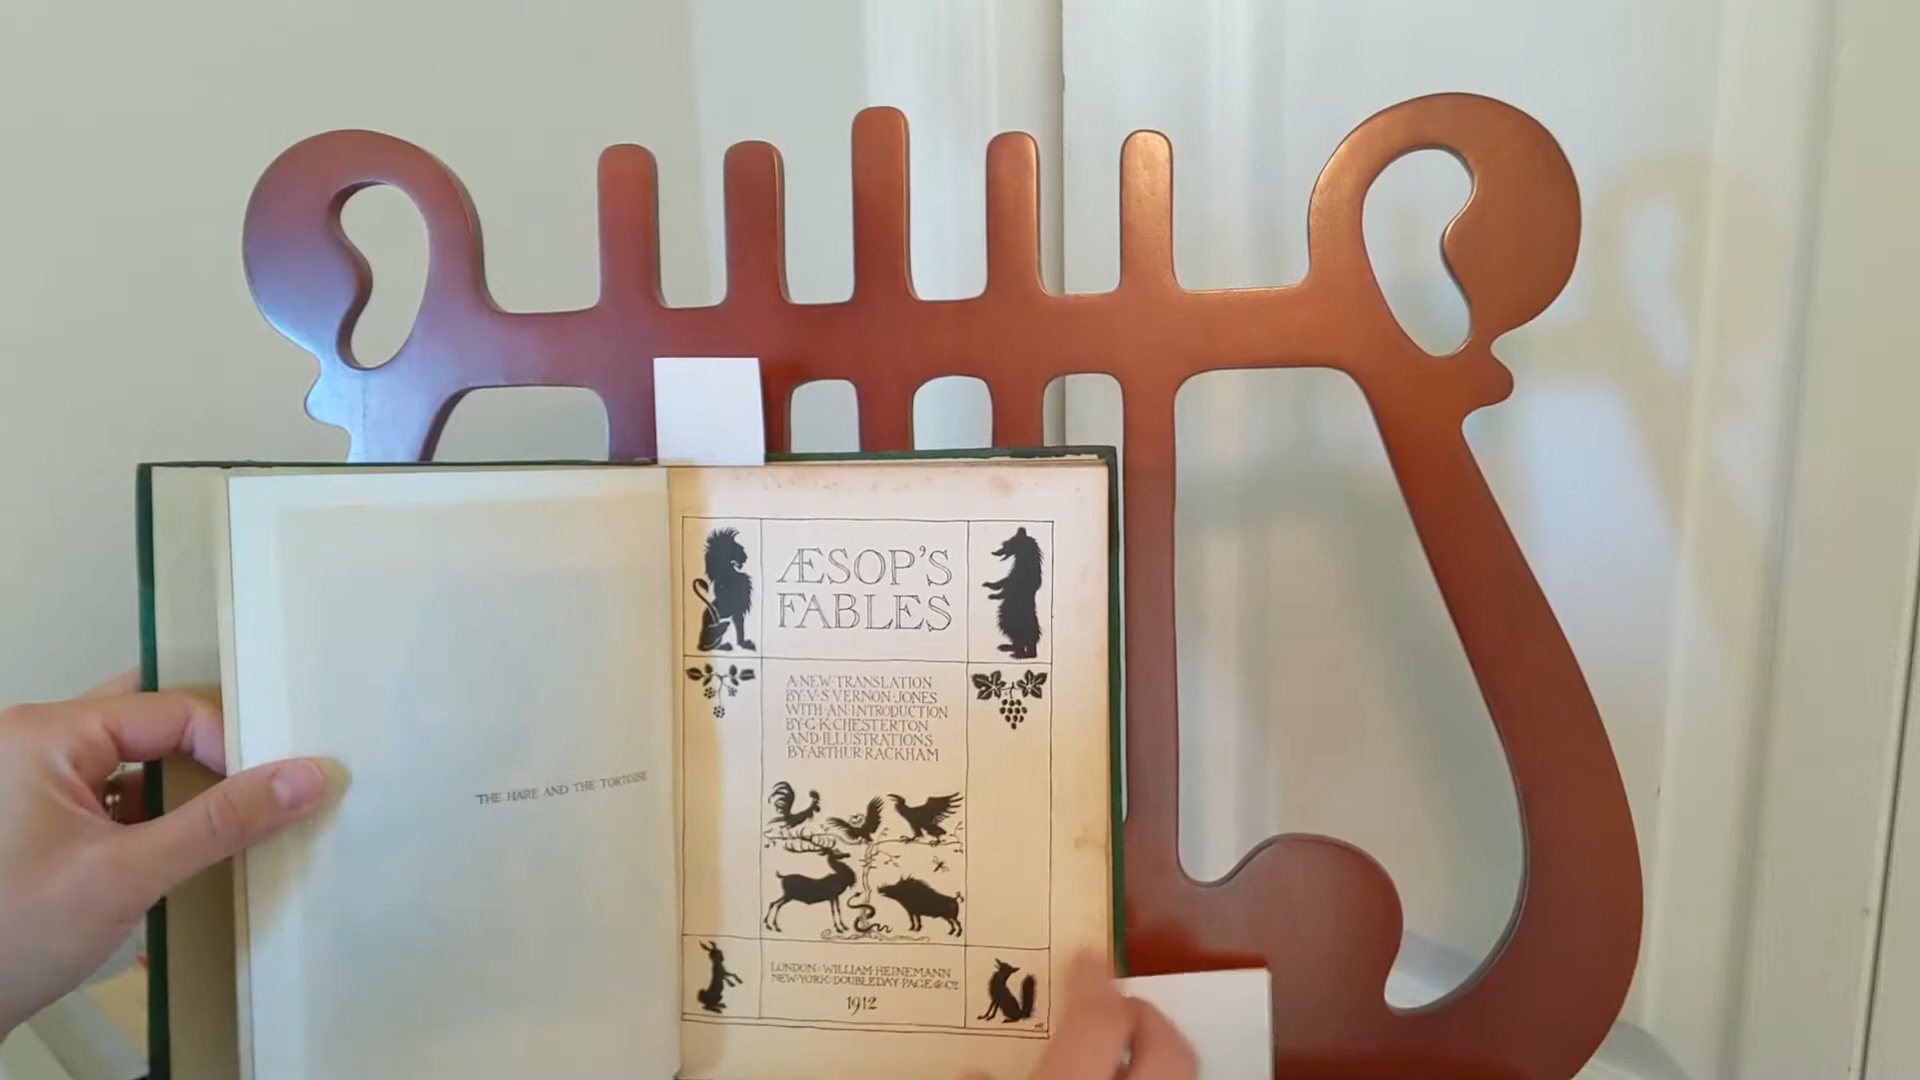 THE HARE AND THE TORTOISE
ÆSOP'S
FABLES
A·NEW·TRANSLATION
BY·V·S·VERNON·JONES
WITH·AN·INTRODUCTION
BY·G·K·CHESTERTON
AND·ILLUSTRATIONS
BY·ARTHUR·RACKHAM
LONDON: WILLIAM·HEINEMANN
NEW·YORK: DOUBLEDAY·PAGE & Co
1912